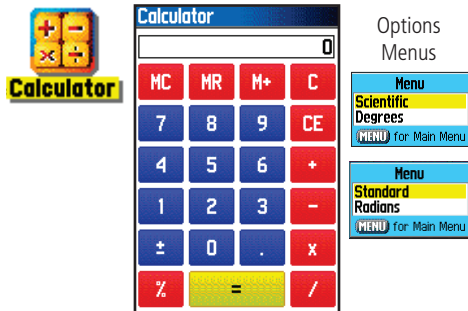 Calculator
Calculator
0
MC MR M+ C
7 8 9 CE
4 5 6 +
1 2 3 -
± 0 . x
% = /
Options
Menus
Menu
Scientific
Degrees
MENU for Main Menu
Menu
Standard
Radians
MENU for Main Menu